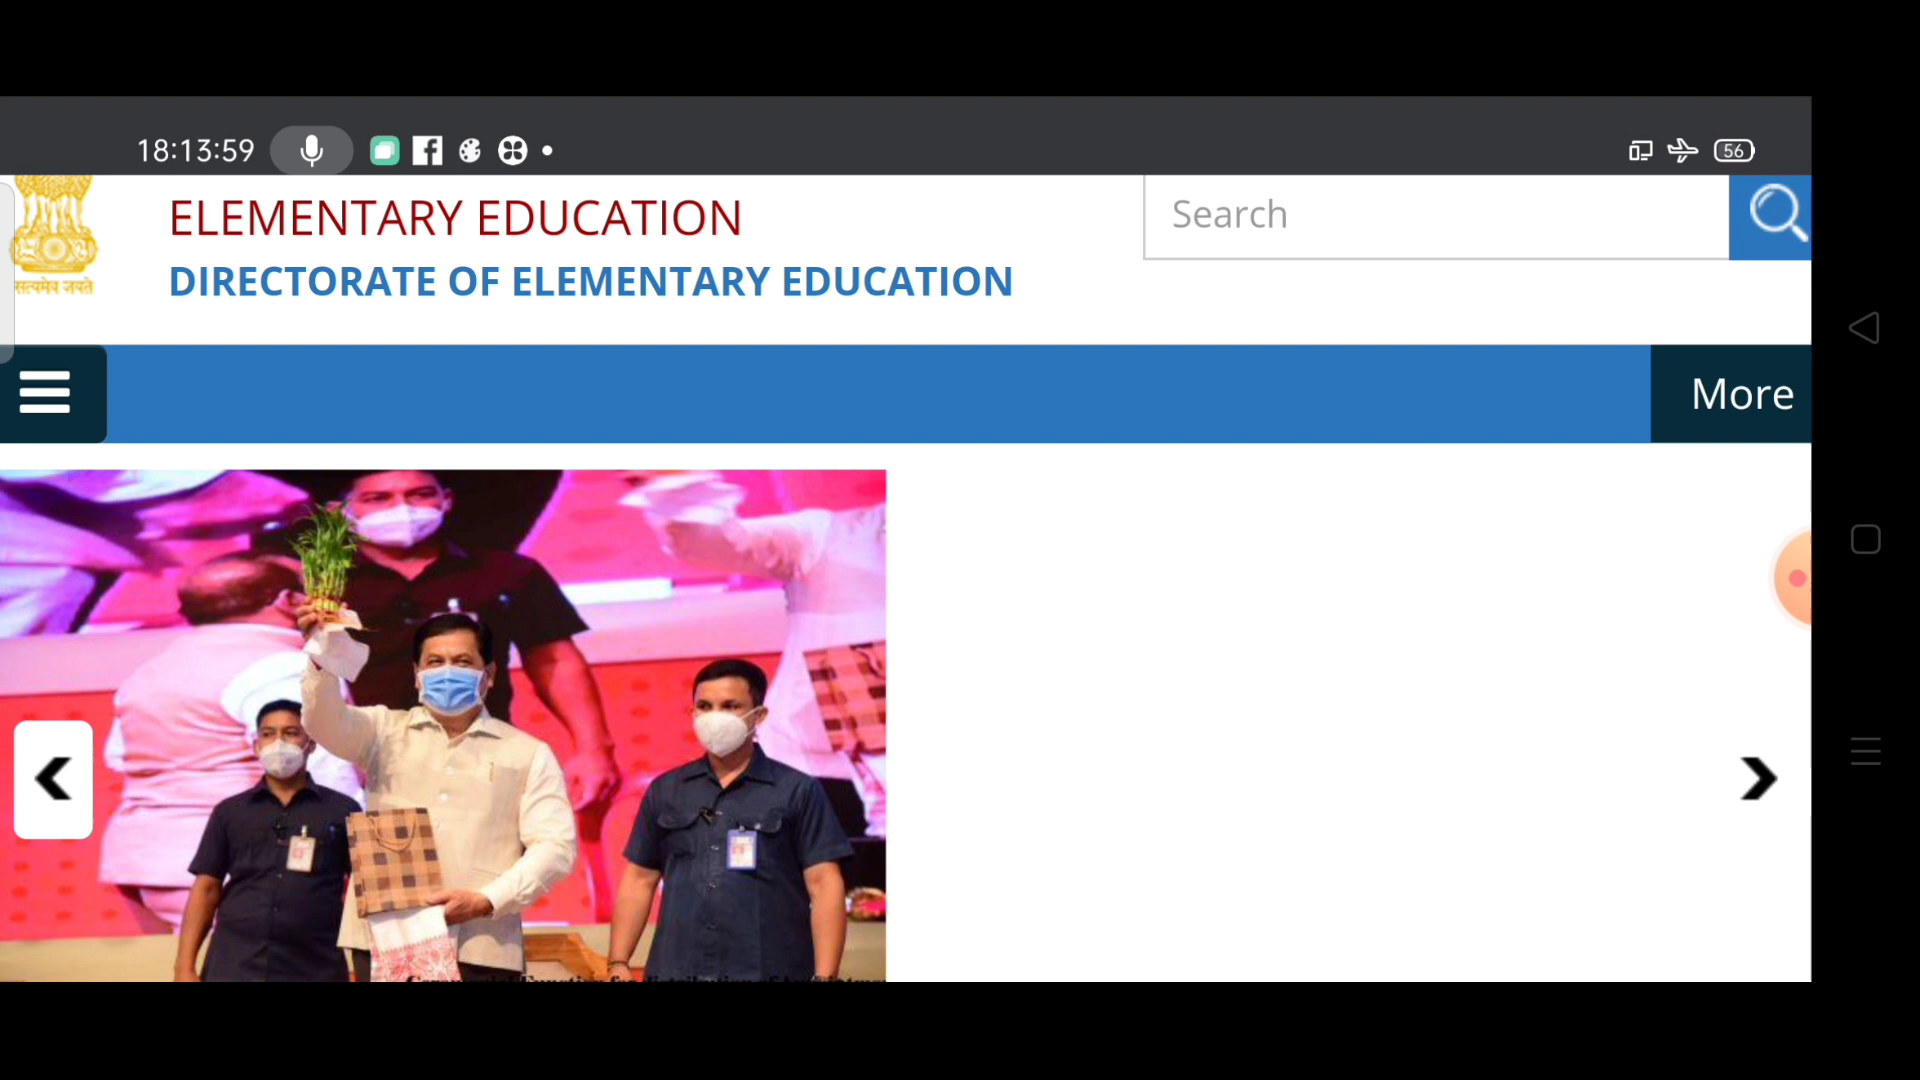 18:13:59
56
सत्यमेव जयते
ELEMENTARY EDUCATION
DIRECTORATE OF ELEMENTARY EDUCATION
Search
More